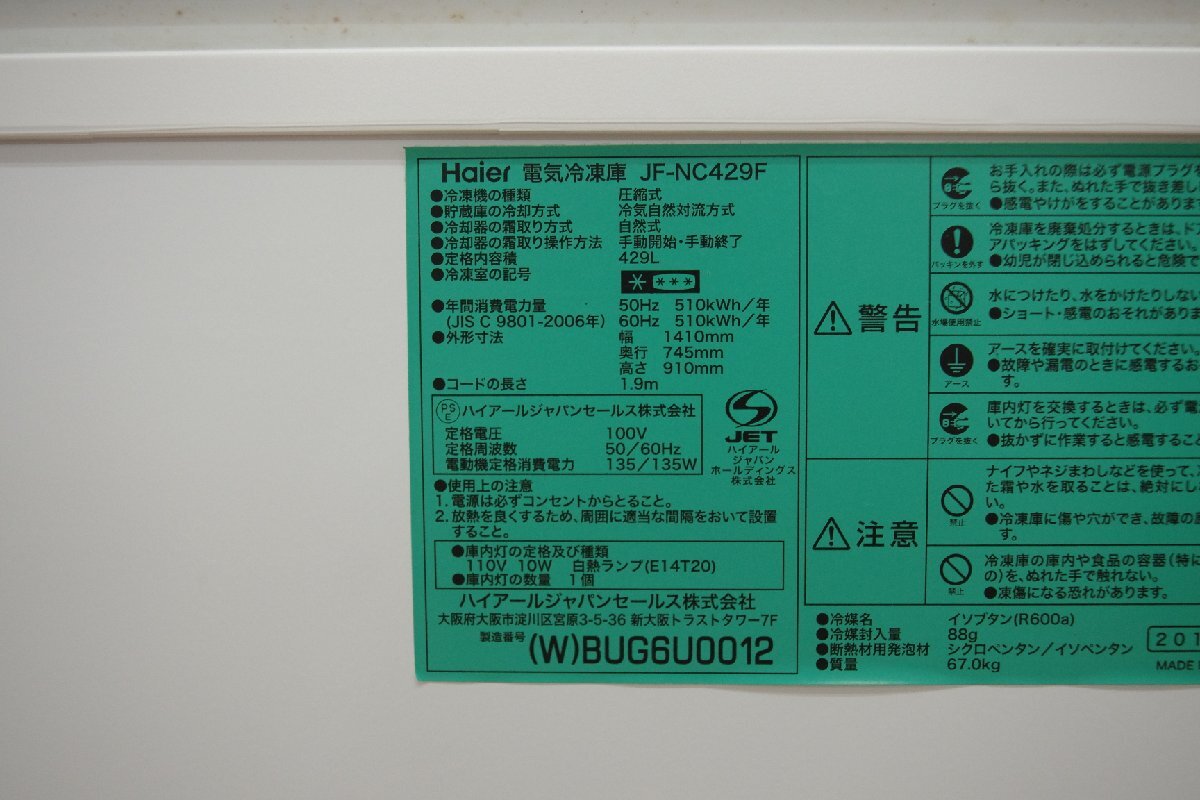 Haier 電気冷凍庫 JF-NC429F
●冷凍機の種類 圧縮式
●貯蔵庫の冷却方式 冷気自然対流方式
●冷却器の霜取り方式 自然式
●冷却器の霜取り操作方法 手動開始・手動終了
●定格内容積 429L
●冷凍室の記号
●年間消費電力量 50Hz 510kWh/年
(JIS C 9801-2006年) 60Hz 510kWh/年
●外形寸法 幅 1410mm
奥行 745mm
高さ 910mm
●コードの長さ 1.9m
PSE ハイアールジャパンセールス株式会社
定格電圧 100V
定格周波数 50/60Hz
電動機定格消費電力 135/135W
JET
ハイアール
ジャパン
ホールディングス
株式会社
●使用上の注意
1. 電源は必ずコンセントからとること。
2. 放熱を良くするため、周囲に適当な間隔をおいて設置
すること。
●庫内灯の定格及び種類
110V 10W 白熱ランプ(E14T20)
●庫内灯の数量 1個
ハイアールジャパンセールス株式会社
大阪府大阪市淀川区宮原3-5-36 新大阪トラストタワー7F
製造番号 (W)BUG6U0012
警告
プラグを抜く
お手入れの際は必ず電源プラグを
ら抜く。また、ぬれた手で抜き差し
●感電やけがをすることがあります
パッキンを外す
冷凍庫を廃棄処分するときは、ドア
アパッキングをはずしてください。
●幼児が閉じ込められると危険で
水場使用禁止
水につけたり、水をかけたりしない
●ショート・感電のおそれがありま
アース
アースを確実に取付けてください。
●故障や漏電のときに感電するお
す。
プラグを抜く
庫内灯を交換するときは、必ず電
いてから行ってください。
●抜かずに作業すると感電するこ
注意
禁止
ナイフやネジまわしなどを使って、
た霜や水を取ることは、絶対にし
い。
●冷凍庫に傷や穴ができ、故障の
す。
禁止
冷凍庫の庫内や食品の容器(特に
の)を、ぬれた手で触れない。
●凍傷になる恐れがあります。
●冷媒名 イソブタン(R600a)
●冷媒封入量 88g
●断熱材用発泡材 シクロペンタン/イソペンタン
●質量 67.0kg
201
MADE